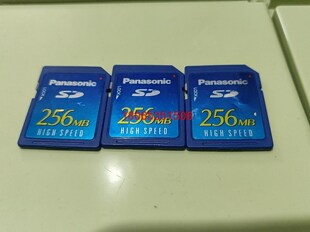 Panasonic
SD
256MB
HIGH SPEED
Panasonic
SD
256MB
HIGH SPEED
Panasonic
SD
256MB
HIGH SPEED